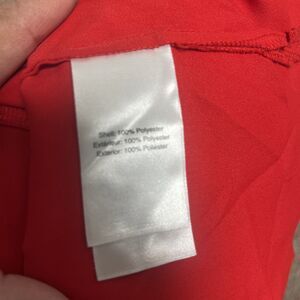 Shell: 100% Polyester
Extérieur: 100% Polyester
Exterior: 100% Poliéster